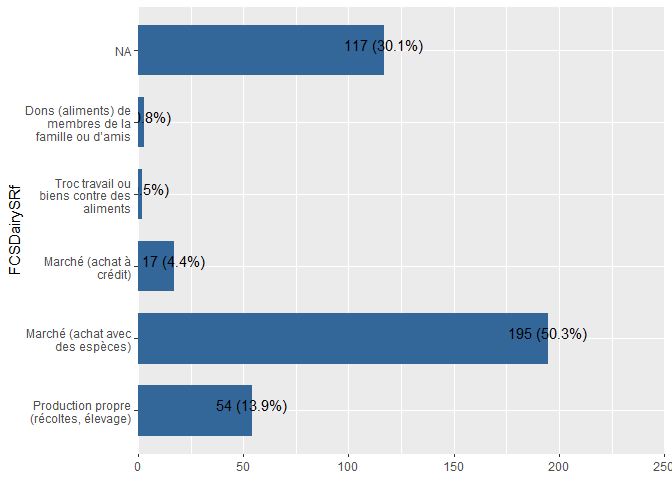 FCSDairySRf
NA
117 (30.1%)
Dons (aliments) de
membres de la
famille ou d'amis
.8%)
Troc travail ou
biens contre des
aliments
5%)
Marché (achat à
crédit)
17 (4.4%)
Marché (achat avec
des espèces)
195 (50.3%)
Production propre
(récoltes, élevage)
54 (13.9%)
0 50 100 150 200 250